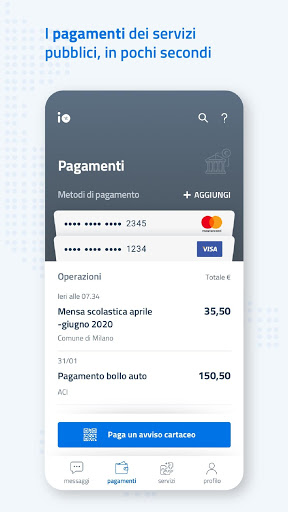 I pagamenti dei servizi
pubblici, in pochi secondi
io
?
Pagamenti
Metodi di pagamento + AGGIUNGI
•••• •••• •••• 2345
•••• •••• •••• 1234 VISA
Operazioni Totale €
Ieri alle 07.34
Mensa scolastica aprile 35,50
-giugno 2020
Comune di Milano
31/01
Pagamento bollo auto 150,50
ACI
Paga un avviso cartaceo
messaggi pagamenti servizi profilo